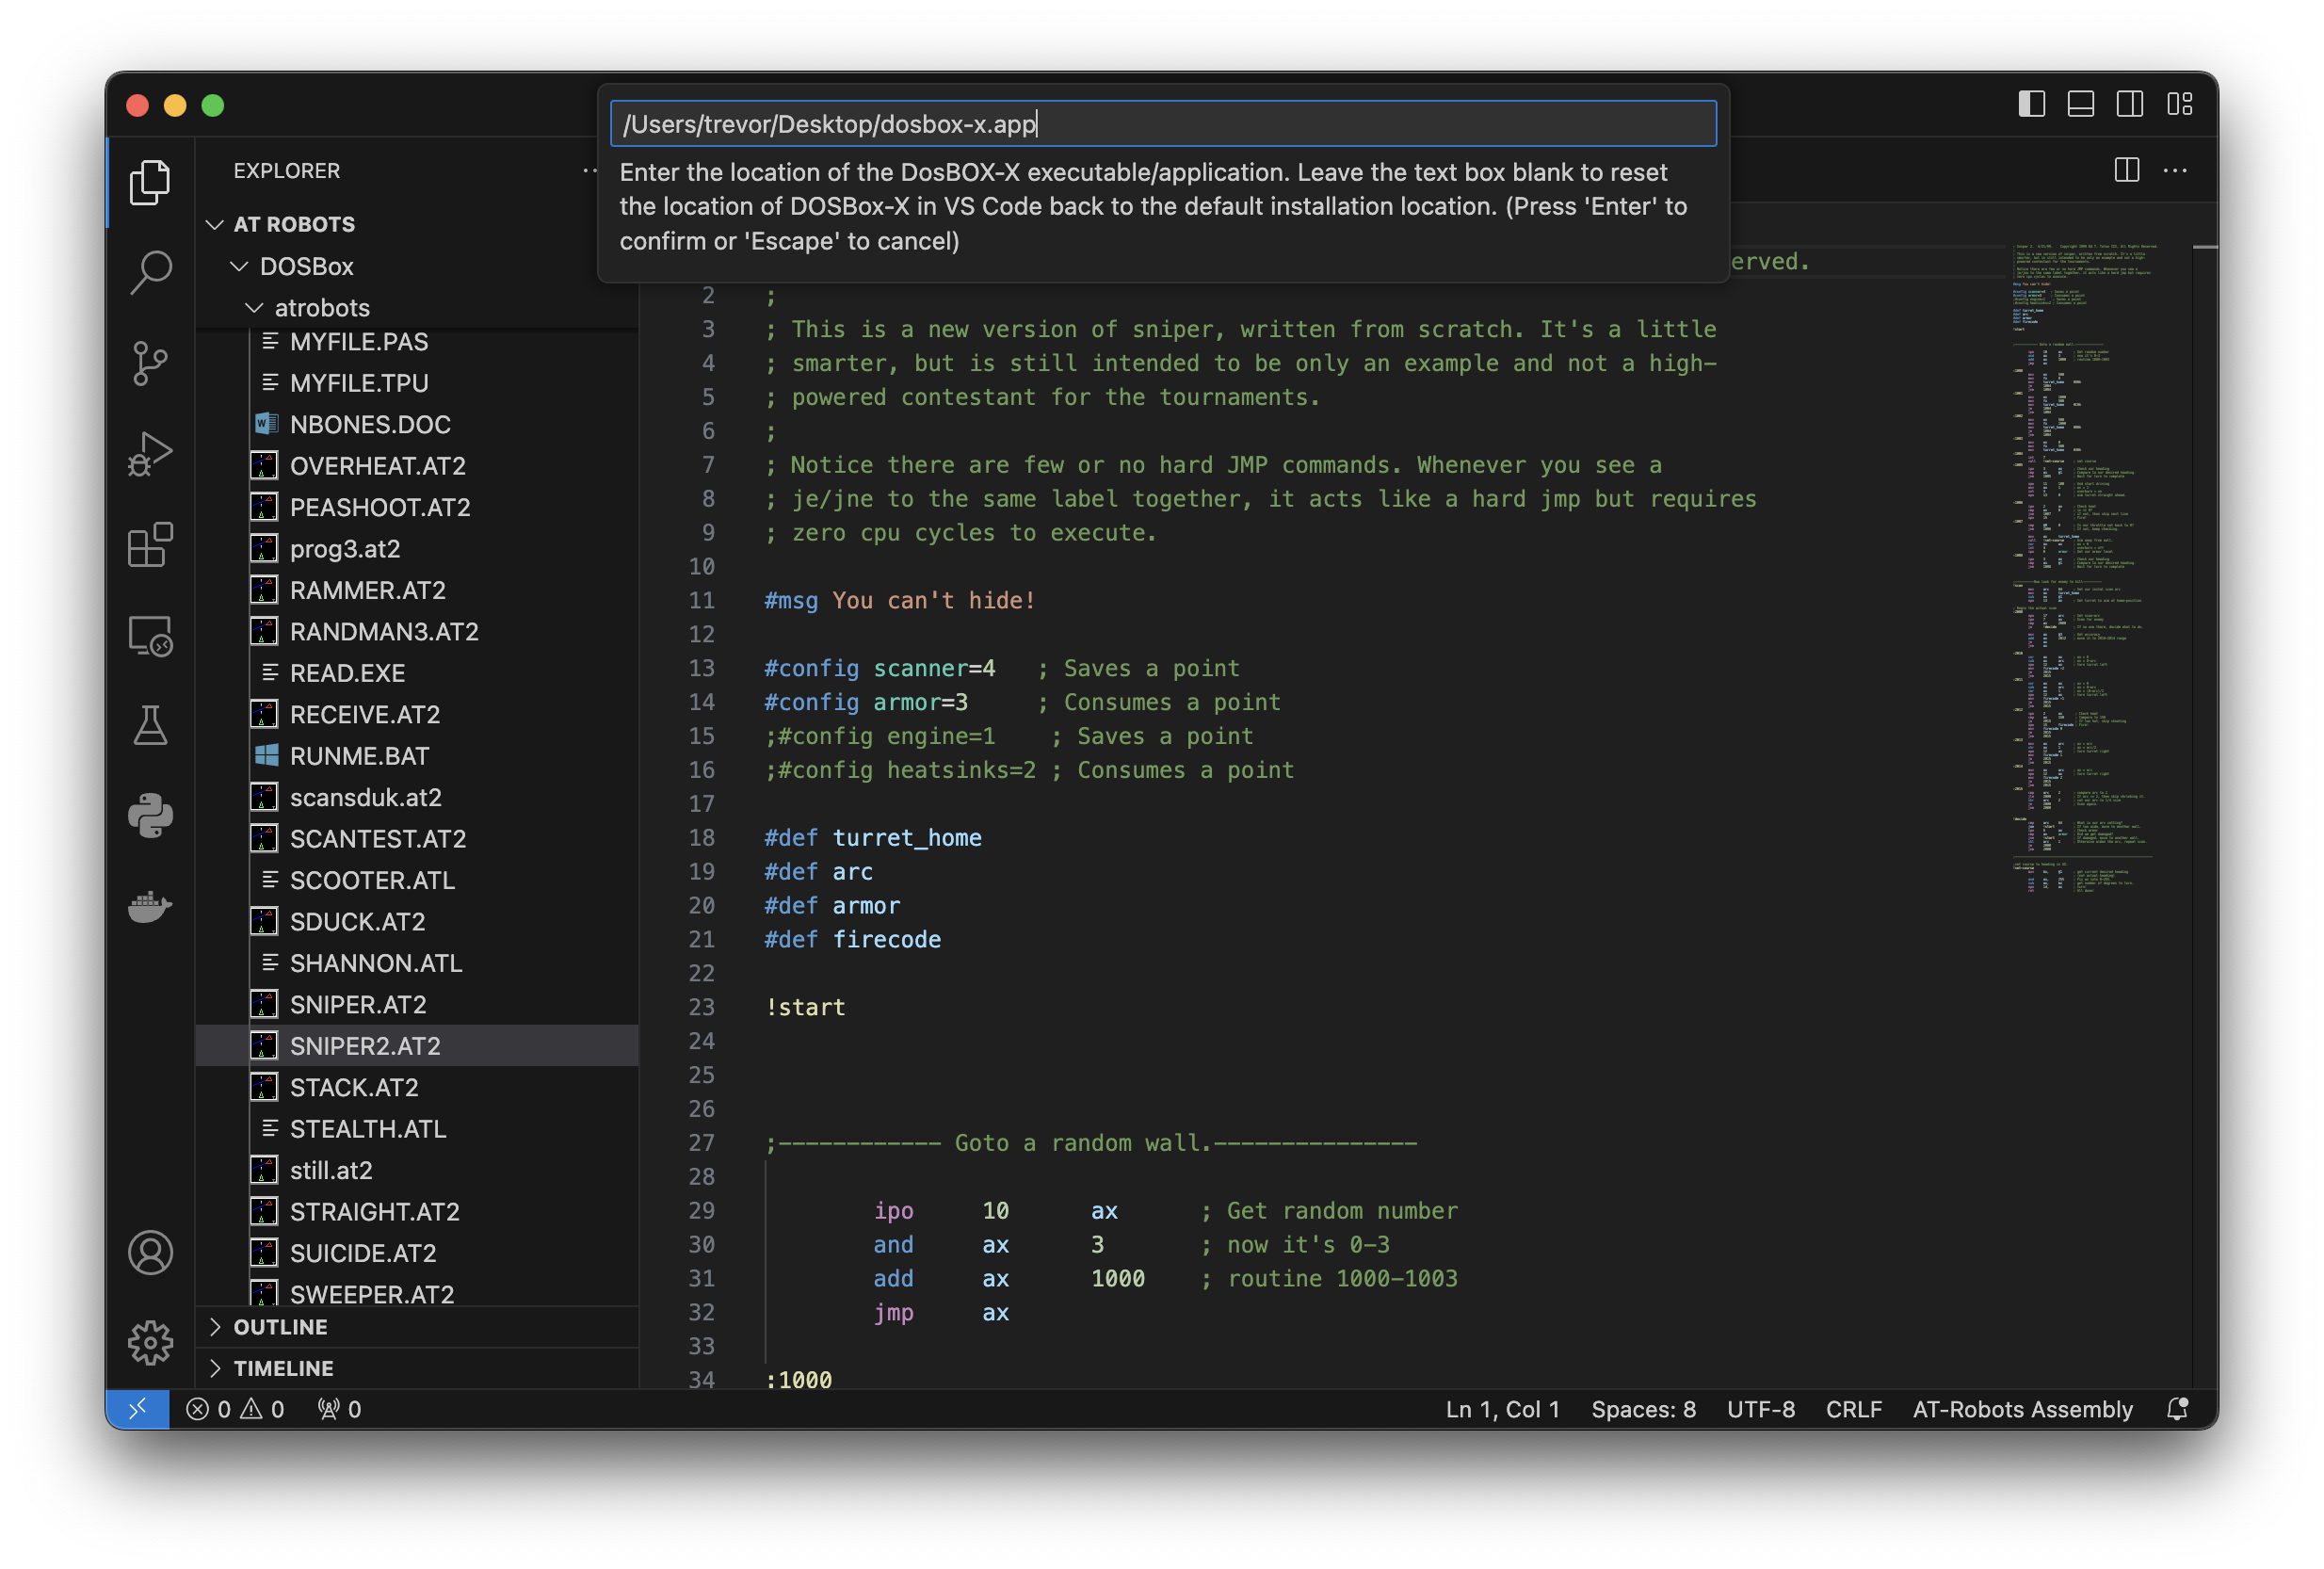 /Users/trevor/Desktop/dosbox-x.app
Enter the location of the DosBOX-X executable/application. Leave the text box blank to reset
the location of DOSBox-X in VS Code back to the default installation location. (Press 'Enter' to
confirm or 'Escape' to cancel)
EXPLORER
AT ROBOTS
DOSBox
atrobots
MYFILE.PAS
MYFILE.TPU
NBONES.DOC
OVERHEAT.AT2
PEASHOOT.AT2
prog3.at2
RAMMER.AT2
RANDMAN3.AT2
READ.EXE
RECEIVE.AT2
RUNME.BAT
scansduk.at2
SCANTEST.AT2
SCOOTER.ATL
SDUCK.AT2
SHANNON.ATL
SNIPER.AT2
SNIPER2.AT2
STACK.AT2
STEALTH.ATL
still.at2
STRAIGHT.AT2
SUICIDE.AT2
SWEEPER.AT2
OUTLINE
TIMELINE
erved.
2 ;
3 ; This is a new version of sniper, written from scratch. It's a little
4 ; smarter, but is still intended to be only an example and not a high-
5 ; powered contestant for the tournaments.
6 ;
7 ; Notice there are few or no hard JMP commands. Whenever you see a
8 ; je/jne to the same label together, it acts like a hard jmp but requires
9 ; zero cpu cycles to execute.
10
11 #msg You can't hide!
12
13 #config scanner=4 ; Saves a point
14 #config armor=3 ; Consumes a point
15 ;#config engine=1 ; Saves a point
16 ;#config heatsinks=2 ; Consumes a point
17
18 #def turret_home
19 #def arc
20 #def armor
21 #def firecode
22
23 !start
24
25
26
27 ;------------ Goto a random wall.---------------
28
29 ipo 10 ax ; Get random number
30 and ax 3 ; now it's 0-3
31 add ax 1000 ; routine 1000-1003
32 jmp ax
33
34 :1000
0 0 0
Ln 1, Col 1 Spaces: 8 UTF-8 CRLF AT-Robots Assembly